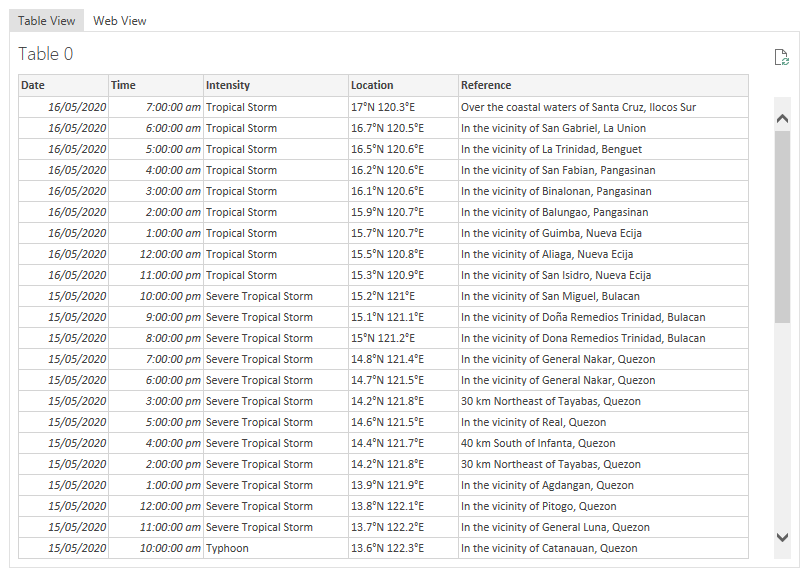 Table View Web View
Table 0
Date Time Intensity Location Reference
16/05/2020 7:00:00 am Tropical Storm 17°N 120.3°E Over the coastal waters of Santa Cruz, Ilocos Sur
16/05/2020 6:00:00 am Tropical Storm 16.7°N 120.5°E In the vicinity of San Gabriel, La Union
16/05/2020 5:00:00 am Tropical Storm 16.5°N 120.6°E In the vicinity of La Trinidad, Benguet
16/05/2020 4:00:00 am Tropical Storm 16.2°N 120.6°E In the vicinity of San Fabian, Pangasinan
16/05/2020 3:00:00 am Tropical Storm 16.1°N 120.6°E In the vicinity of Binalonan, Pangasinan
16/05/2020 2:00:00 am Tropical Storm 15.9°N 120.7°E In the vicinity of Balungao, Pangasinan
16/05/2020 1:00:00 am Tropical Storm 15.7°N 120.7°E In the vicinity of Guimba, Nueva Ecija
16/05/2020 12:00:00 am Tropical Storm 15.5°N 120.8°E In the vicinity of Aliaga, Nueva Ecija
16/05/2020 11:00:00 pm Tropical Storm 15.3°N 120.9°E In the vicinity of San Isidro, Nueva Ecija
15/05/2020 10:00:00 pm Severe Tropical Storm 15.2°N 121°E In the vicinity of San Miguel, Bulacan
15/05/2020 9:00:00 pm Severe Tropical Storm 15.1°N 121.1°E In the vicinity of Doña Remedios Trinidad, Bulacan
15/05/2020 8:00:00 pm Severe Tropical Storm 15°N 121.2°E In the vicinity of Dona Remedios Trinidad, Bulacan
15/05/2020 7:00:00 pm Severe Tropical Storm 14.8°N 121.4°E In the vicinity of General Nakar, Quezon
15/05/2020 6:00:00 pm Severe Tropical Storm 14.7°N 121.5°E In the vicinity of General Nakar, Quezon
15/05/2020 3:00:00 pm Severe Tropical Storm 14.2°N 121.8°E 30 km Northeast of Tayabas, Quezon
15/05/2020 5:00:00 pm Severe Tropical Storm 14.6°N 121.5°E In the vicinity of Real, Quezon
15/05/2020 4:00:00 pm Severe Tropical Storm 14.4°N 121.7°E 40 km South of Infanta, Quezon
15/05/2020 2:00:00 pm Severe Tropical Storm 14.2°N 121.8°E 30 km Northeast of Tayabas, Quezon
15/05/2020 1:00:00 pm Severe Tropical Storm 13.9°N 121.9°E In the vicinity of Agdangan, Quezon
15/05/2020 12:00:00 pm Severe Tropical Storm 13.8°N 122.1°E In the vicinity of Pitogo, Quezon
15/05/2020 11:00:00 am Severe Tropical Storm 13.7°N 122.2°E In the vicinity of General Luna, Quezon
15/05/2020 10:00:00 am Typhoon 13.6°N 122.3°E In the vicinity of Catanauan, Quezon